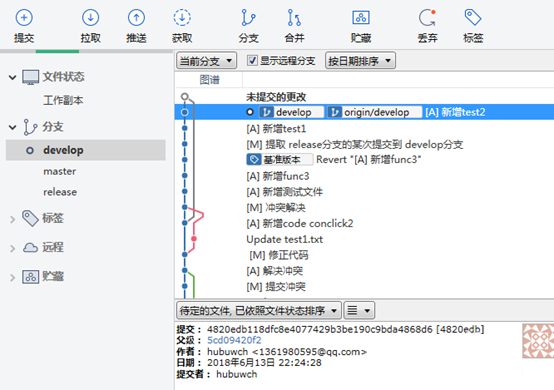 提交 拉取 推送 获取 分支 合并 贮藏 丢弃 标签
当前分支 显示远程分支 按日期排序
图谱
文件状态
工作副本
分支
develop
master
release
标签
远程
贮藏
未提交的更改
develop origin/develop [A] 新增test2
[A] 新增test1
[M] 提取 release分支的某次提交到 develop分支
基准版本 Revert "[A] 新增func3"
[A] 新增func3
[A] 新增测试文件
[M] 冲突解决
[A] 新增code conclick2
Update test1.txt
[M] 修正代码
[A] 解决冲突
[M] 提交冲突
待定的文件, 已依照文件状态排序
提交： 4820edb118dfc8e4077429b3be190c9bda4868d6 [4820edb]
父级： 5cd09420f2
作者： hubuwch <1361980595@qq.com>
日期： 2018年6月13日 22:24:28
提交者： hubuwch